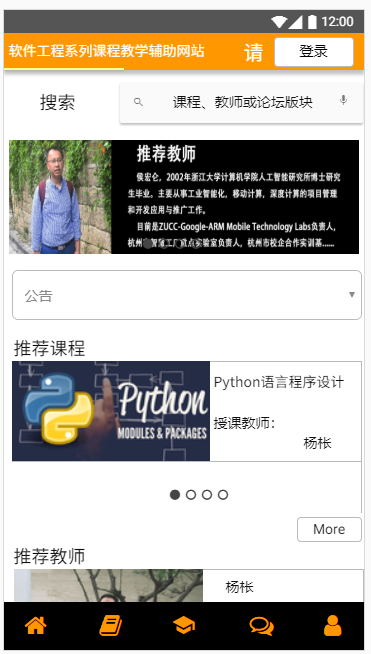 12:00
软件工程系列课程教学辅助网站
请
登录
搜索
课程、教师或论坛版块
推荐教师
侯宏仑，2002年浙江大学计算机学院人工智能研究所博士研究
生毕业。主要从事工业智能化，移动计算，深度计算的项目管理
和开发应用与推广工作。
目前是ZUCC-Google-ARM Mobile Technology Labs负责人，
杭州 智能工厂重点实验室负责人，杭州市校企合作实训基......
公告
推荐课程
Python
MODULES & PACKAGES
Python语言程序设计
授课教师：
杨枨
More
推荐教师
杨枨